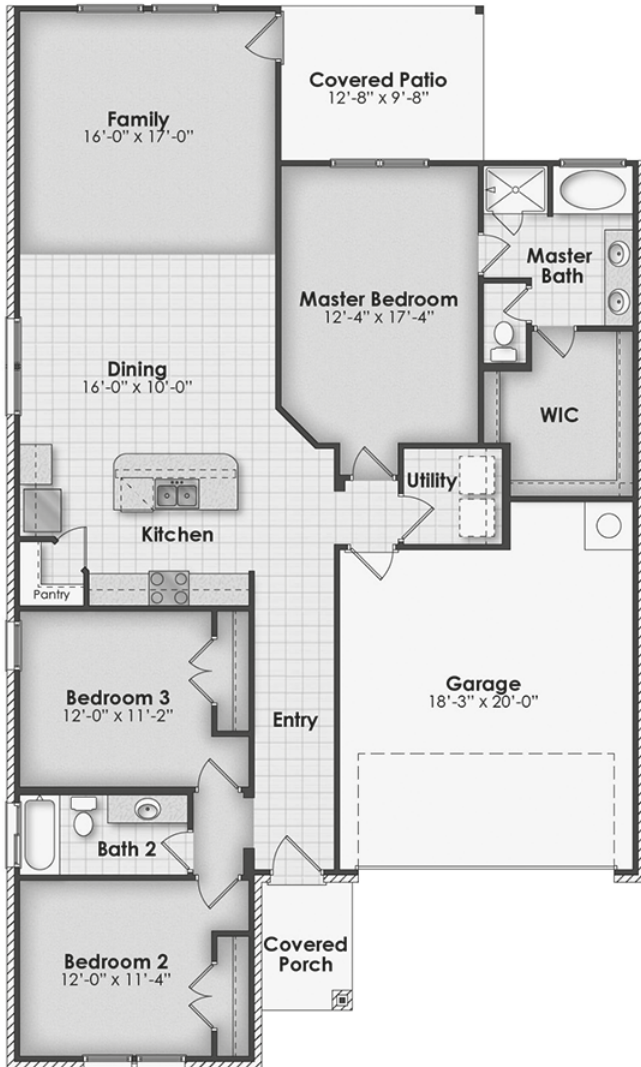 Family
16'-0" x 17'-0"
Covered Patio
12'-8" x 9'-8"
Master Bedroom
12'-4" x 17'-4"
Master
Bath
Dining
16'-0" x 10'-0"
WIC
Utility
Kitchen
Pantry
Bedroom 3
12'-0" x 11'-2"
Entry
Garage
18'-3" x 20'-0"
Bath 2
Bedroom 2
12'-0" x 11'-4"
Covered
Porch